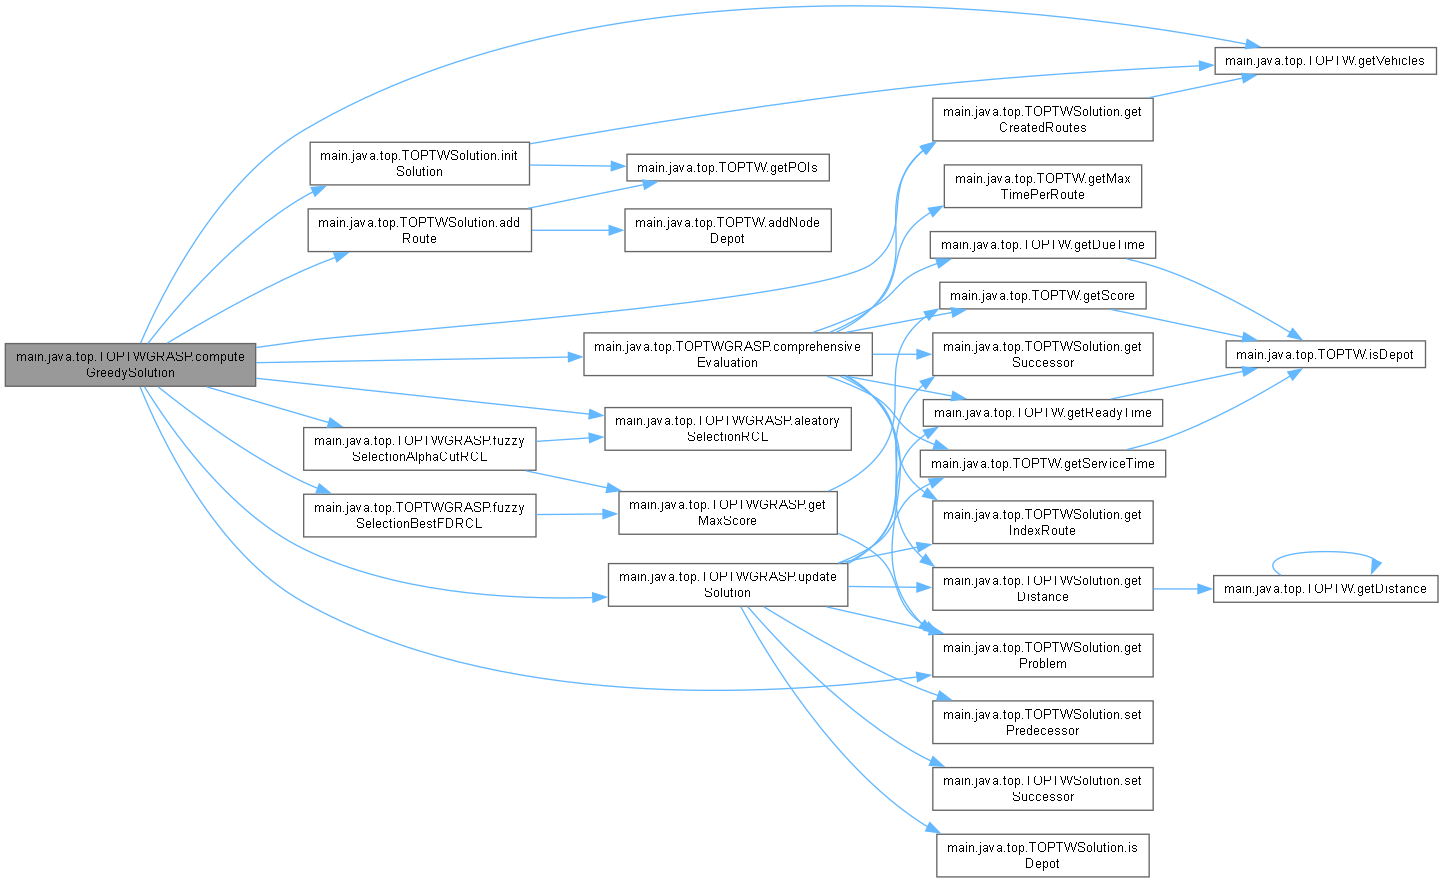 main.java.top.TOPTWGRASP.compute
GreedySolution
main.java.top.TOPTWSolution.init
Solution
main.java.top.TOPTWSolution.add
Route
main.java.top.TOPTWGRASP.fuzzy
SelectionAlphaCutRCL
main.java.top.TOPTWGRASP.fuzzy
SelectionBestFDRCL
main.java.top.TOPTW.getPOIs
main.java.top.TOPTW.addNode
Depot
main.java.top.TOPTWGRASP.comprehensive
Evaluation
main.java.top.TOPTWGRASP.aleatory
SelectionRCL
main.java.top.TOPTWGRASP.get
MaxScore
main.java.top.TOPTWGRASP.update
Solution
main.java.top.TOPTWSolution.get
CreatedRoutes
main.java.top.TOPTW.getMax
TimePerRoute
main.java.top.TOPTW.getDueTime
main.java.top.TOPTW.getScore
main.java.top.TOPTWSolution.get
Successor
main.java.top.TOPTW.getReadyTime
main.java.top.TOPTW.getServiceTime
main.java.top.TOPTWSolution.get
IndexRoute
main.java.top.TOPTWSolution.get
Distance
main.java.top.TOPTWSolution.get
Problem
main.java.top.TOPTWSolution.set
Predecessor
main.java.top.TOPTWSolution.set
Successor
main.java.top.TOPTWSolution.is
Depot
main.java.top.TOPTW.getVehicles
main.java.top.TOPTW.isDepot
main.java.top.TOPTW.getDistance